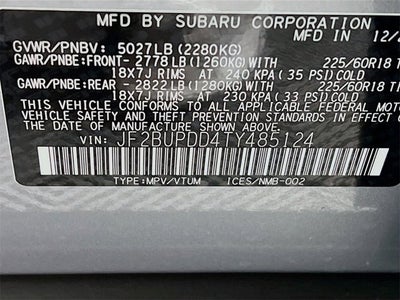 MFD BY SUBARU CORPORATION 12/2
GVWR/PNBV: 5027LB (2280KG)
GAWR/PNBE:FRONT- 2778LB (1260KG)WITH 225/60R18 T
18X7J RIMS AT 240 KPA (35 PSI)COLD
GAWR/PNBE:REAR - 2822LB (1280KG)WITH 225/60R18 T
18X7J RIMS AT 230 KPA (33 PSI)COLD
THIS VEHICLE CONFORMS TO ALL APPLICABLE FEDERAL MOTOR
VEHICLE SAFETY BUMPER AND THEFT PREVENTION STANDARDS
IN EFFECT ON THE DATE OF MANUFACTURE SHOWN ABOVE
VIN: JF2BUPDD4TY485124
TYPE:MPV/VTUM ICES/NMB-002